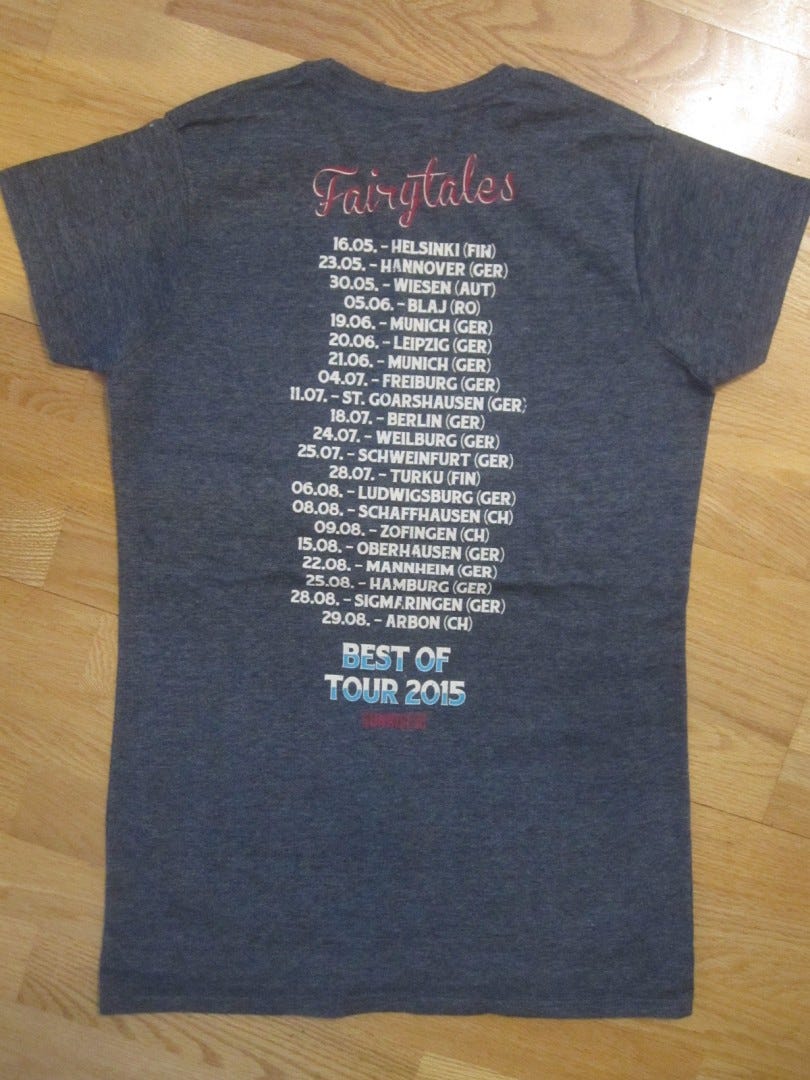 Fairytales
16.05. - HELSINKI (FIN)
23.05. - HANNOVER (GER)
30.05. - WIESEN (AUT)
05.06. - BLAJ (RO)
19.06. - MUNICH (GER)
20.06. - LEIPZIG (GER)
21.06. - MUNICH (GER)
04.07. - FREIBURG (GER)
11.07. - ST. GOARSHAUSEN (GER)
18.07. - BERLIN (GER)
24.07. - WEILBURG (GER)
25.07. - SCHWEINFURT (GER)
28.07. - TURKU (FIN)
06.08. - LUDWIGSBURG (GER)
08.08. - SCHAFFHAUSEN (CH)
09.08. - ZOFINGEN (CH)
15.08. - OBERHAUSEN (GER)
22.08. - MANNHEIM (GER)
25.08. - HAMBURG (GER)
28.08. - SIGMARINGEN (GER)
29.08. - ARBON (CH)
BEST OF
TOUR 2015